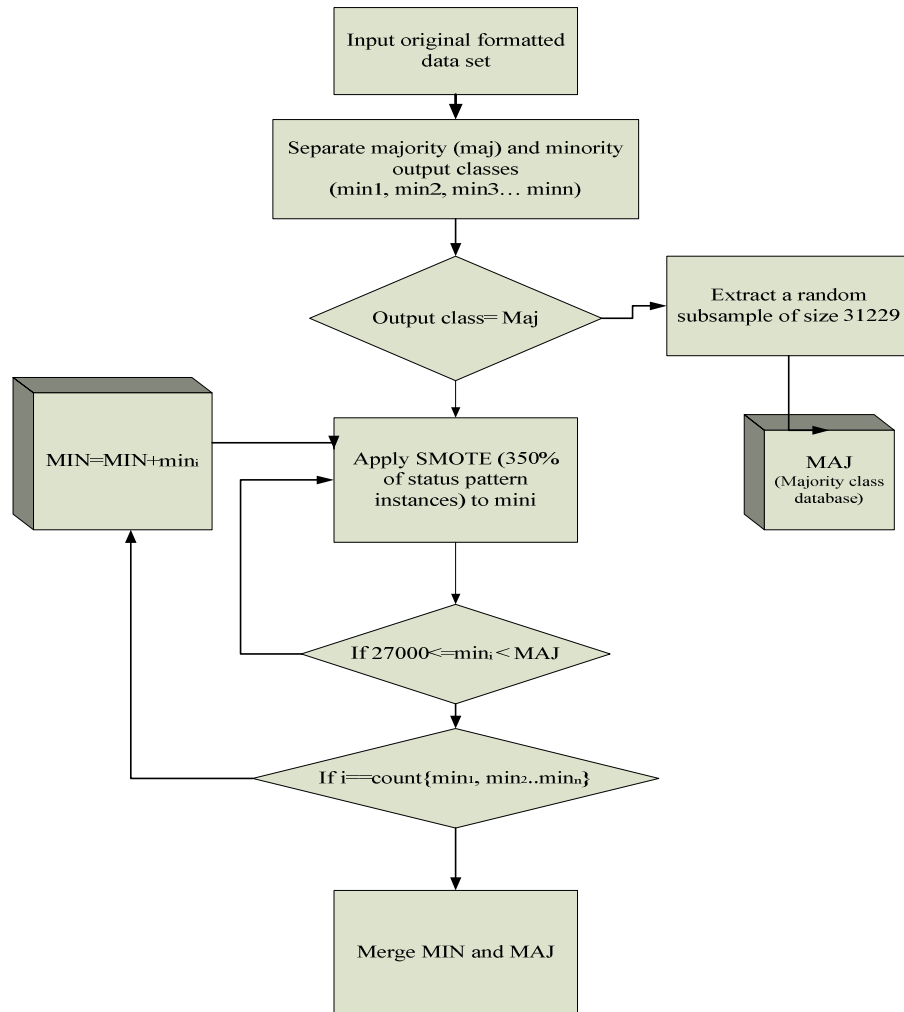 Input original formatted
data set
Separate majority (maj) and minority
output classes
(min1, min2, min3... minn)
Output class= Maj
Extract a random
subsample of size 31229
MIN=MIN+minᵢ
Apply SMOTE (350%
of status pattern
instances) to mini
MAJ
(Majority class
database)
If 27000<=minᵢ< MAJ
If i==count{min₁, min₂..minₙ}
Merge MIN and MAJ